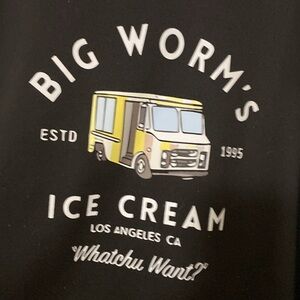 BIG WORM'S
ESTD 1995
ICE CREAM
LOS ANGELES CA
"Whatchu Want?"